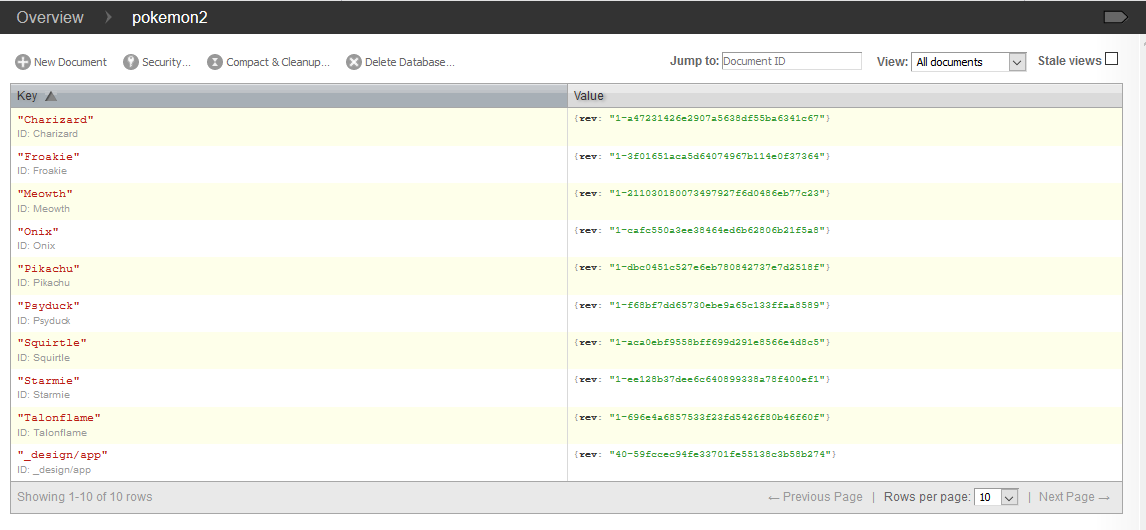 Overview > pokemon2
New Document Security... Compact & Cleanup... Delete Database... Jump to: Document ID View: All documents Stale views
Key Value
"Charizard" {rev: "1-a47231426e2907a5638df55ba6341c67"}
ID: Charizard
"Froakie" {rev: "1-3f01651aca5d64074967b114e0f37364"}
ID: Froakie
"Meowth" {rev: "1-211030180073497927f6d0486eb77c23"}
ID: Meowth
"Onix" {rev: "1-cafc550a3ee38464ed6b62806b21f5a8"}
ID: Onix
"Pikachu" {rev: "1-dbc0451c527e6eb780842737e7d2518f"}
ID: Pikachu
"Psyduck" {rev: "1-f68bf7dd65730ebe9a65c133ffaa8589"}
ID: Psyduck
"Squirtle" {rev: "1-aca0ebf9558bff699d291e8566e4d8c5"}
ID: Squirtle
"Starmie" {rev: "1-ee128b37dee6c640899338a78f400ef1"}
ID: Starmie
"Talonflame" {rev: "1-696e4a6857533f23fd5426f80b46f60f"}
ID: Talonflame
"_design/app" {rev: "40-59fccec94fe33701fe55138c3b58b274"}
ID: _design/app
Showing 1-10 of 10 rows ← Previous Page | Rows per page: 10 | Next Page →